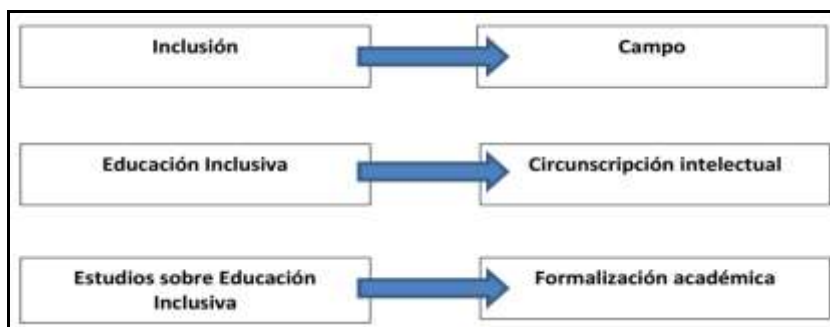 Inclusión
Campo
Educación Inclusiva
Circunscripción intelectual
Estudios sobre Educación
Inclusiva
Formalización académica